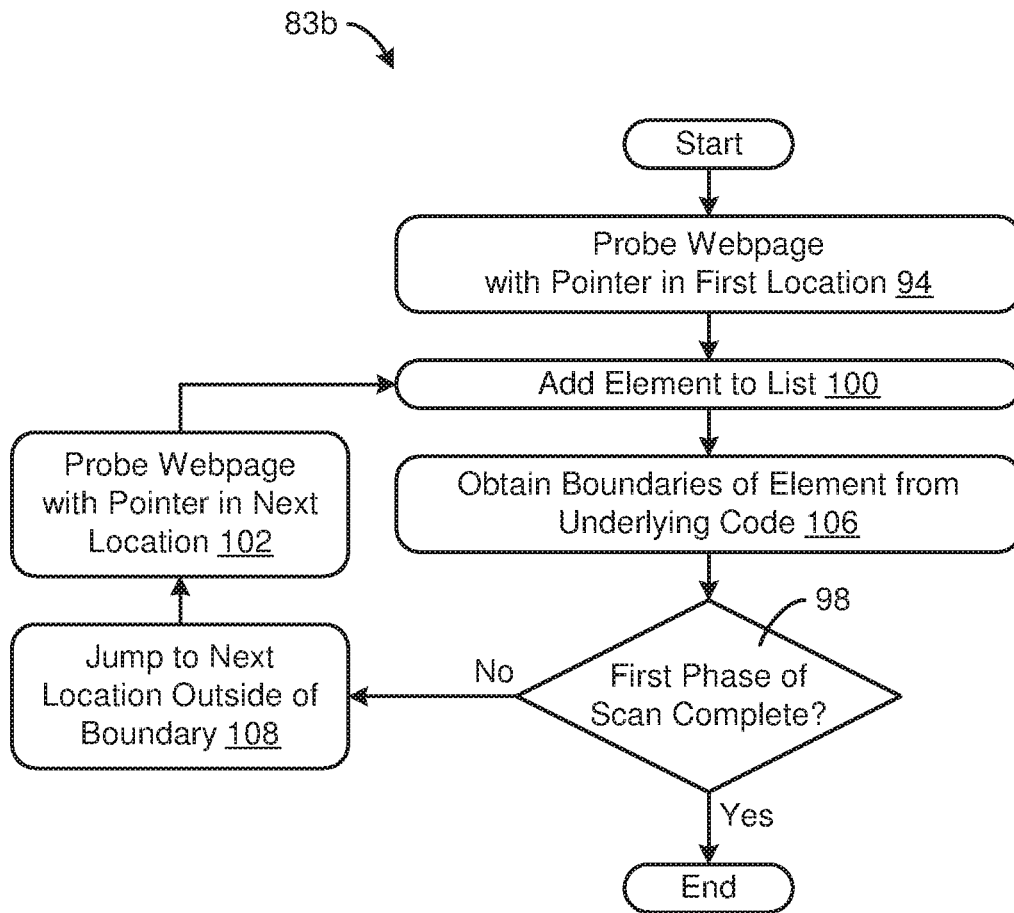 83b
Start
Probe Webpage
with Pointer in First Location 94
Add Element to List 100
Obtain Boundaries of Element from
Underlying Code 106
98
First Phase of
Scan Complete?
No
Jump to Next
Location Outside of
Boundary 108
Probe Webpage
with Pointer in Next
Location 102
Yes
End